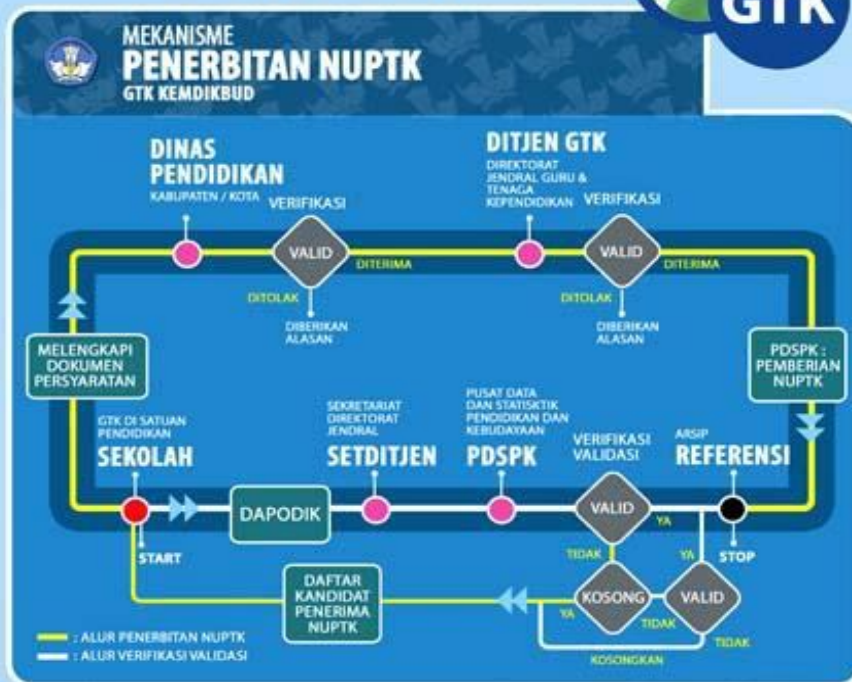 GTK
MEKANISME
PENERBITAN NUPTK
GTK KEMDIKBUD
DINAS
PENDIDIKAN
KABUPATEN / KOTA
VERIFIKASI
VALID
DITERIMA
DITOLAK
DIBERIKAN
ALASAN
DITJEN GTK
DIREKTORAT
JENDRAL GURU &
TENAGA
KEPENDIDIKAN
VERIFIKASI
VALID
DITERIMA
DITOLAK
DIBERIKAN
ALASAN
MELENGKAPI
DOKUMEN
PERSYARATAN
PDSPK :
PEMBERIAN
NUPTK
GTK DI SATUAN
PENDIDIKAN
SEKOLAH
START
DAPODIK
SEKRETARIAT
DIREKTORAT
JENDRAL
SETDITJEN
PUSAT DATA
DAN STATISKTIK
PENDIDIKAN DAN
KEBUDAYAAN
PDSPK
VERIFIKASI
VALIDASI
VALID
YA
TIDAK
ARSIP
REFERENSI
STOP
YA
KOSONG
YA
TIDAK
VALID
TIDAK
KOSONGKAN
DAFTAR
KANDIDAT
PENERIMA
NUPTK
: ALUR PENERBITAN NUPTK
: ALUR VERIFIKASI VALIDASI